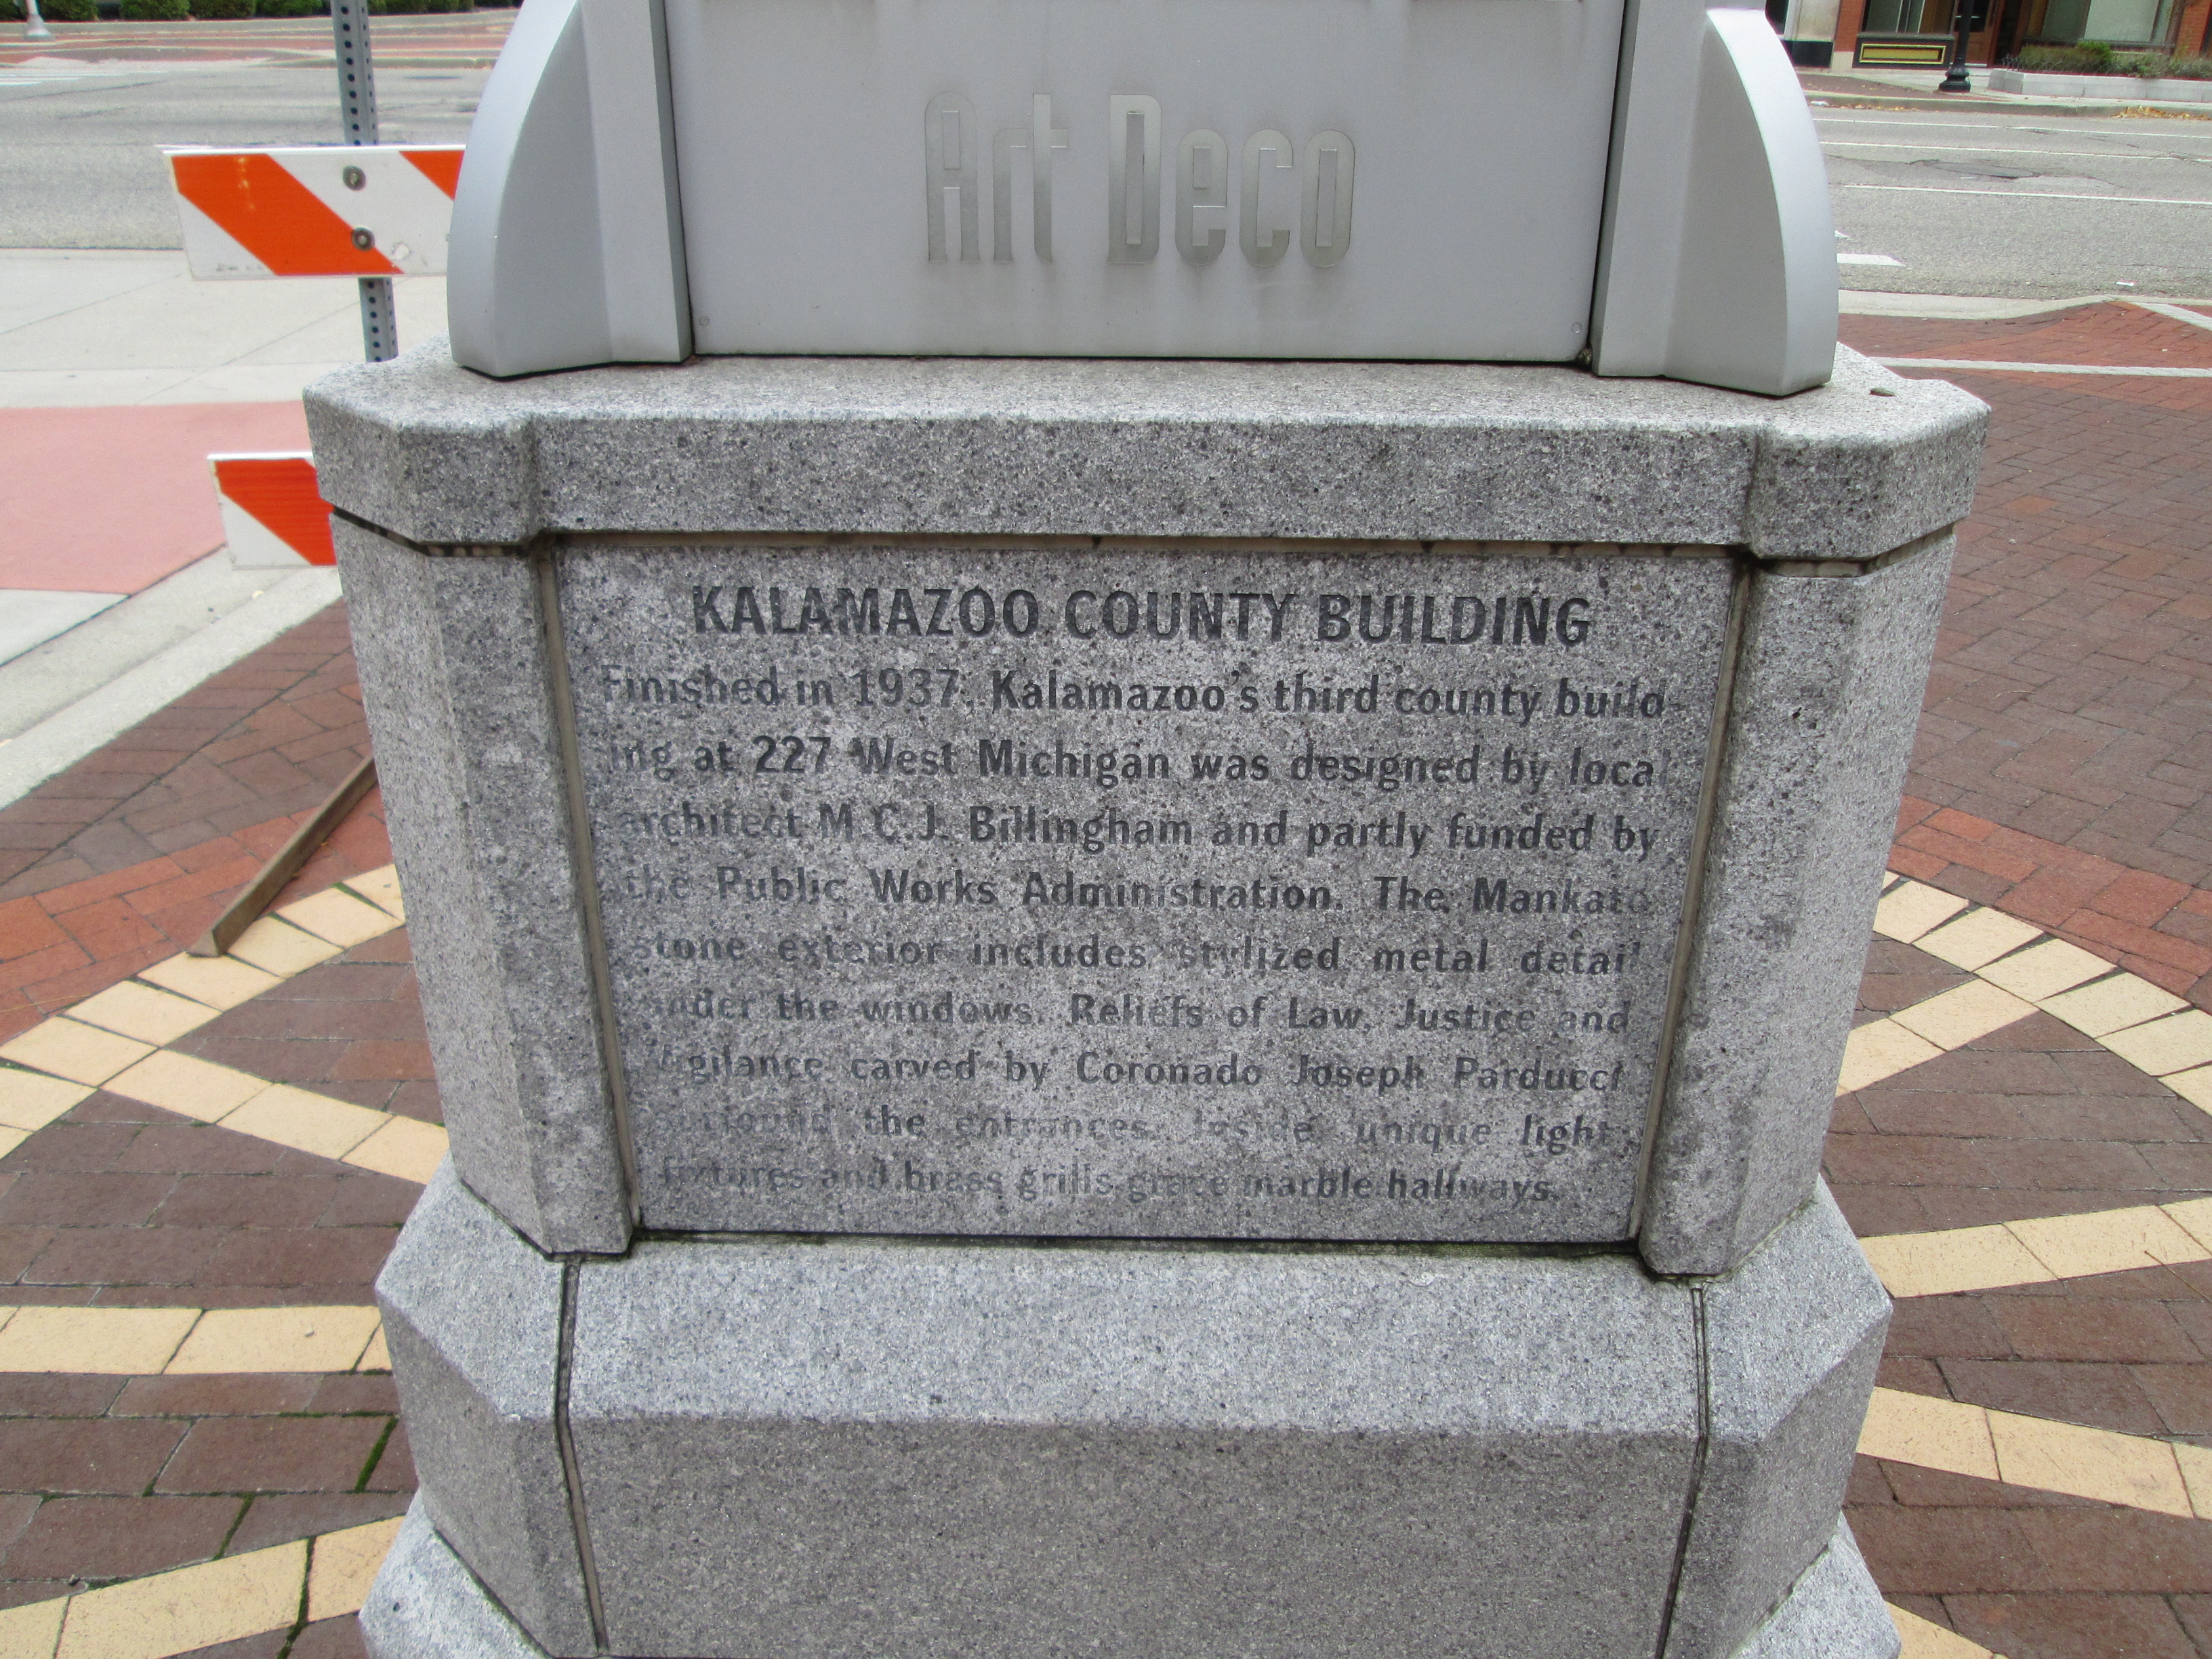 Art Deco
KALAMAZOO COUNTY BUILDING
Finished in 1937, Kalamazoo's third county build-
ing at 227 West Michigan was designed by local
architect M.C.J. Billingham and partly funded by
the Public Works Administration. The Mankato
stone exterior includes stylized metal detail
under the windows. Reliefs of Law, Justice and
Vigilance carved by Coronado Joseph Parducci
surround the entrances. Inside unique light
fixtures and brass grills grace marble hallways.